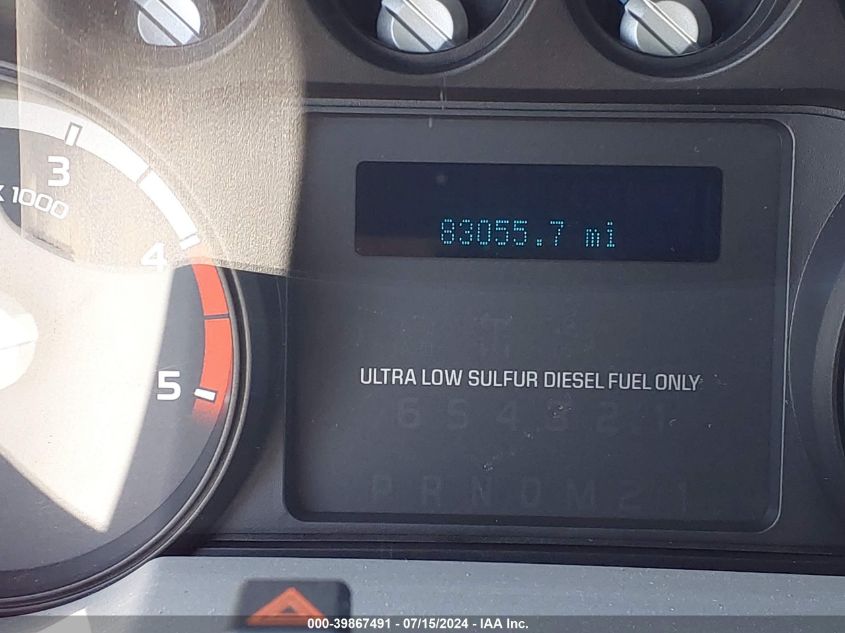 3
X 1000
4
5
83055.7 mi
ULTRA LOW SULFUR DIESEL FUEL ONLY
6 5 4 3 2 1
P R N D M 2 1
000-39867491 - 07/15/2024 - IAA Inc.